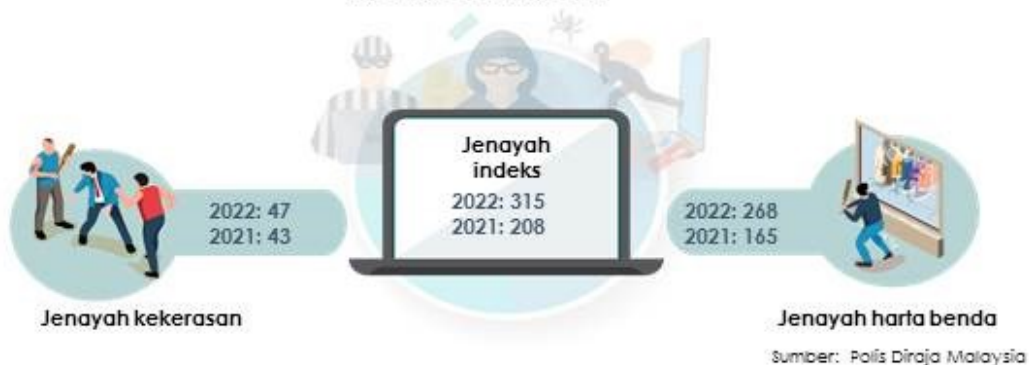 Jenayah
indeks
2022: 315
2021: 208
2022: 47
2021: 43
Jenayah kekerasan
2022: 268
2021: 165
Jenayah harta benda
Sumber: Polis Diraja Malaysia